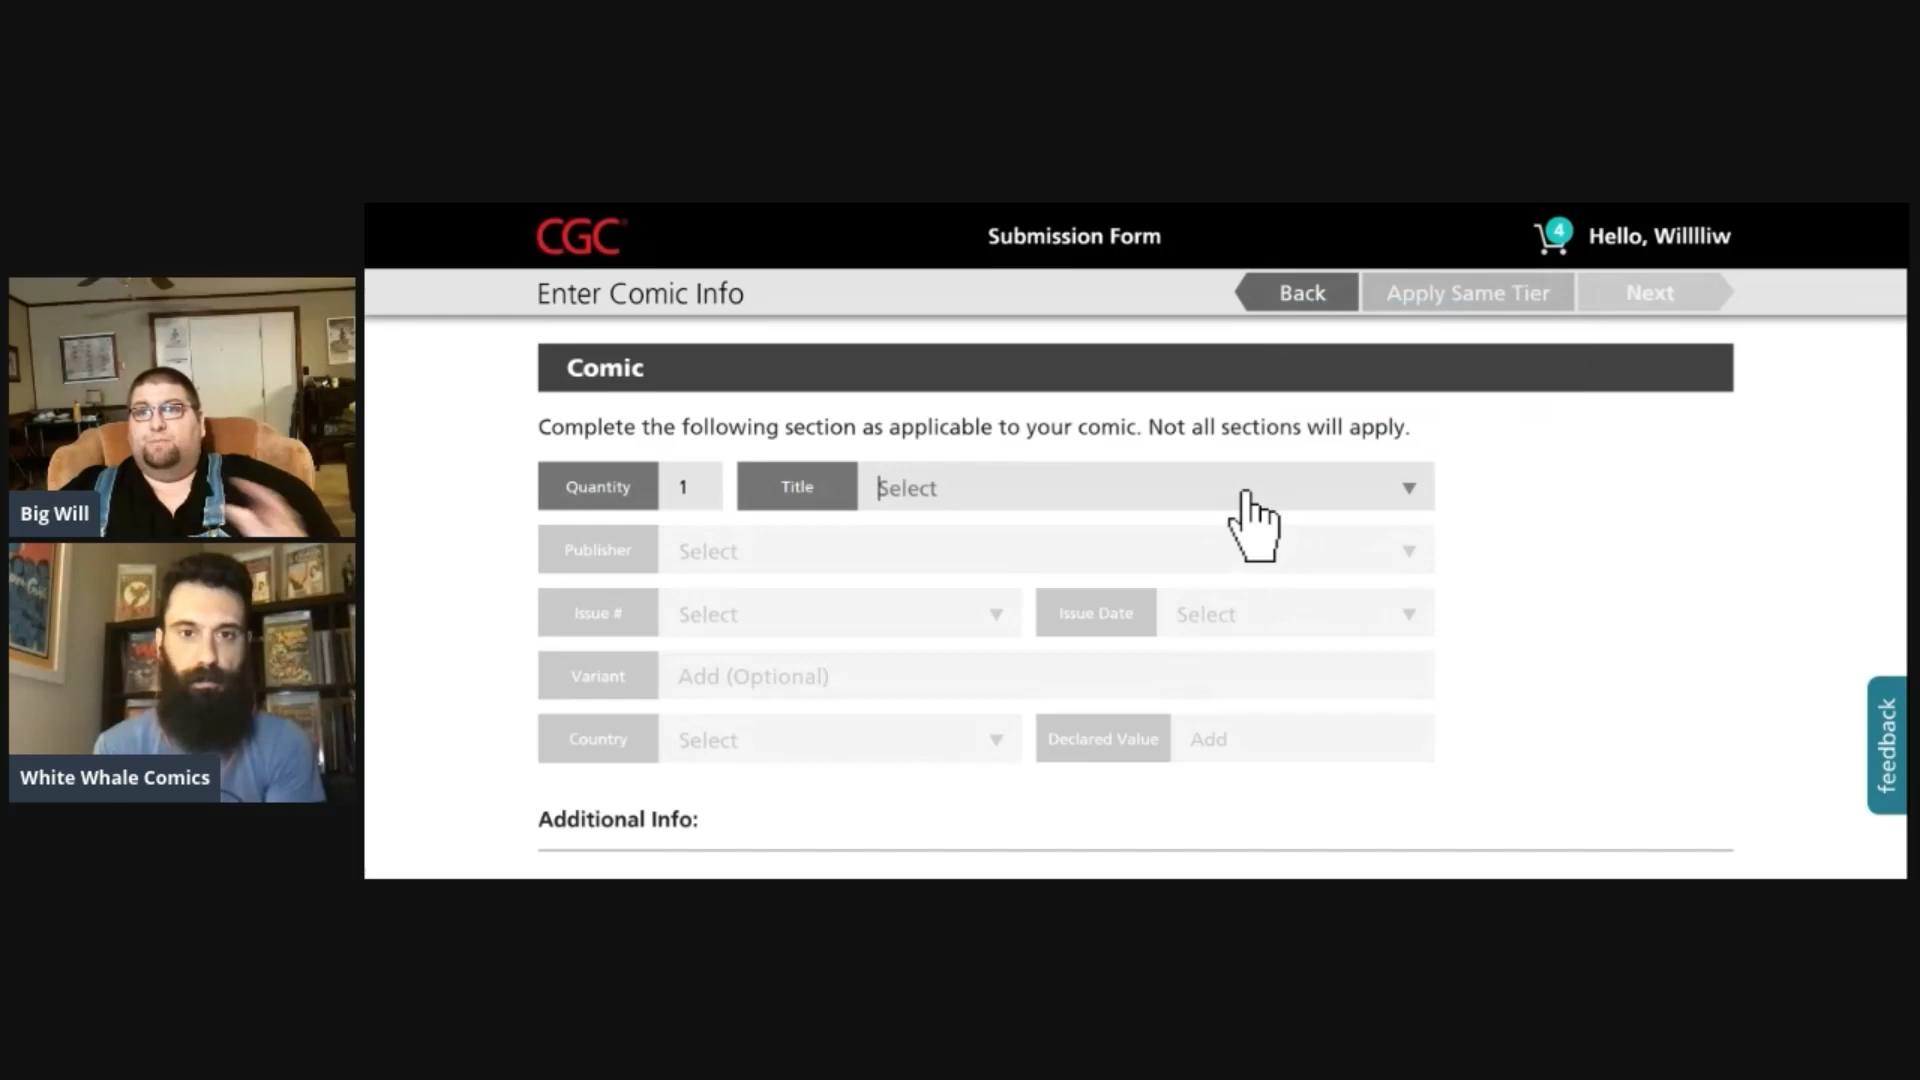 CGC
Submission Form
4
Hello, Willlliw
Enter Comic Info
Back
Apply Same Tier
Next
Comic
Complete the following section as applicable to your comic. Not all sections will apply.
Quantity
1
Title
Select
Publisher
Select
Issue #
Select
Issue Date
Select
Variant
Add (Optional)
Country
Select
Declared Value
Add
Additional Info:
feedback
Big Will
White Whale Comics